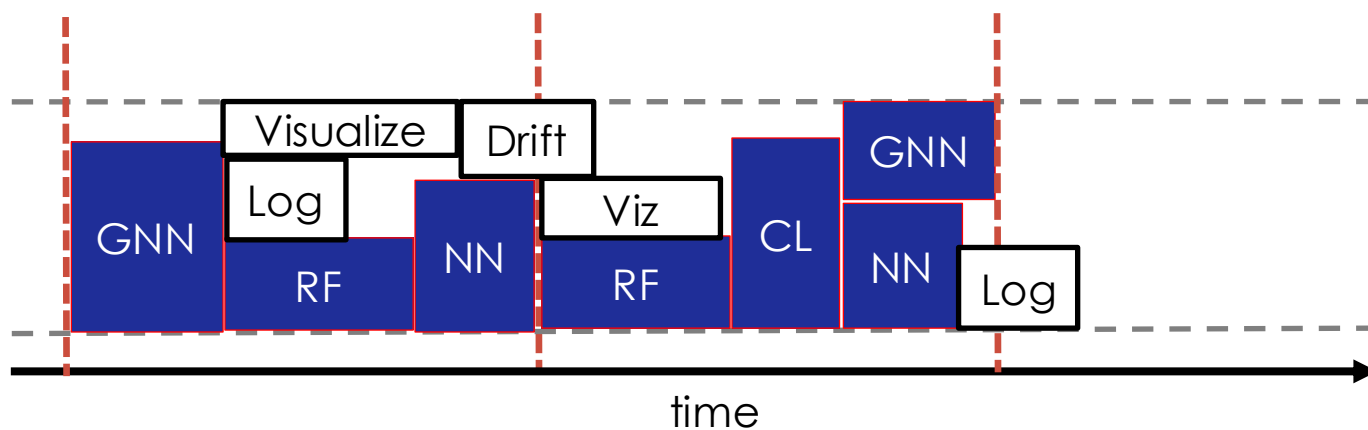 Visualize
Drift
GNN
GNN
Log
Viz
CL
NN
RF
RF
NN
Log
time